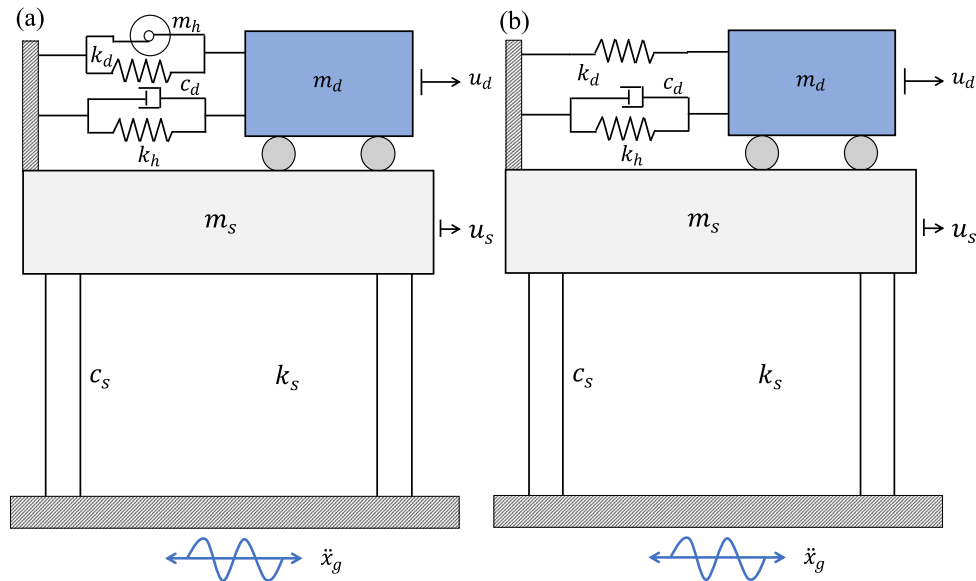 (a)
m_h
k_d
c_d
k_h
m_d
u_d
m_s
u_s
c_s
k_s
ẍ_g
(b)
k_d
c_d
k_h
m_d
u_d
m_s
u_s
c_s
k_s
ẍ_g